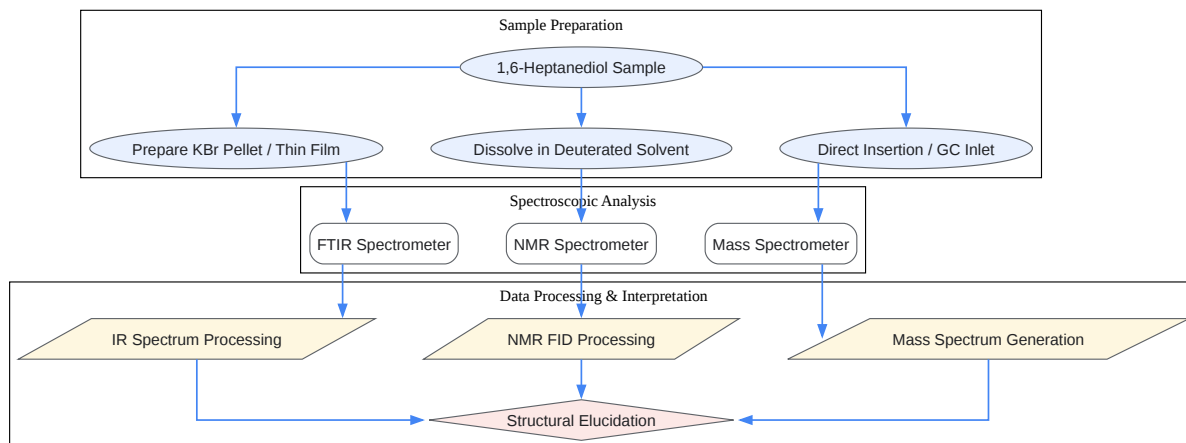 Sample Preparation
1,6-Heptanediol Sample
Prepare KBr Pellet / Thin Film
Dissolve in Deuterated Solvent
Direct Insertion / GC Inlet
Spectroscopic Analysis
FTIR Spectrometer
NMR Spectrometer
Mass Spectrometer
Data Processing & Interpretation
IR Spectrum Processing
NMR FID Processing
Mass Spectrum Generation
Structural Elucidation